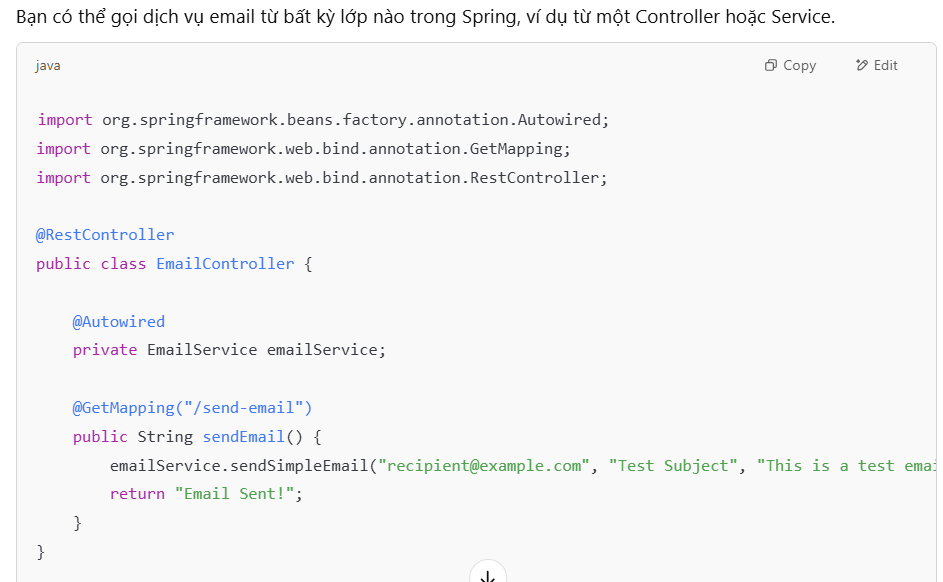 Bạn có thể gọi dịch vụ email từ bất kỳ lớp nào trong Spring, ví dụ từ một Controller hoặc Service.
java Copy Edit
import org.springframework.beans.factory.annotation.Autowired;
import org.springframework.web.bind.annotation.GetMapping;
import org.springframework.web.bind.annotation.RestController;
@RestController
public class EmailController {
@Autowired
private EmailService emailService;
@GetMapping("/send-email")
public String sendEmail() {
emailService.sendSimpleEmail("recipient@example.com", "Test Subject", "This is a test emai
return "Email Sent!";
}
}